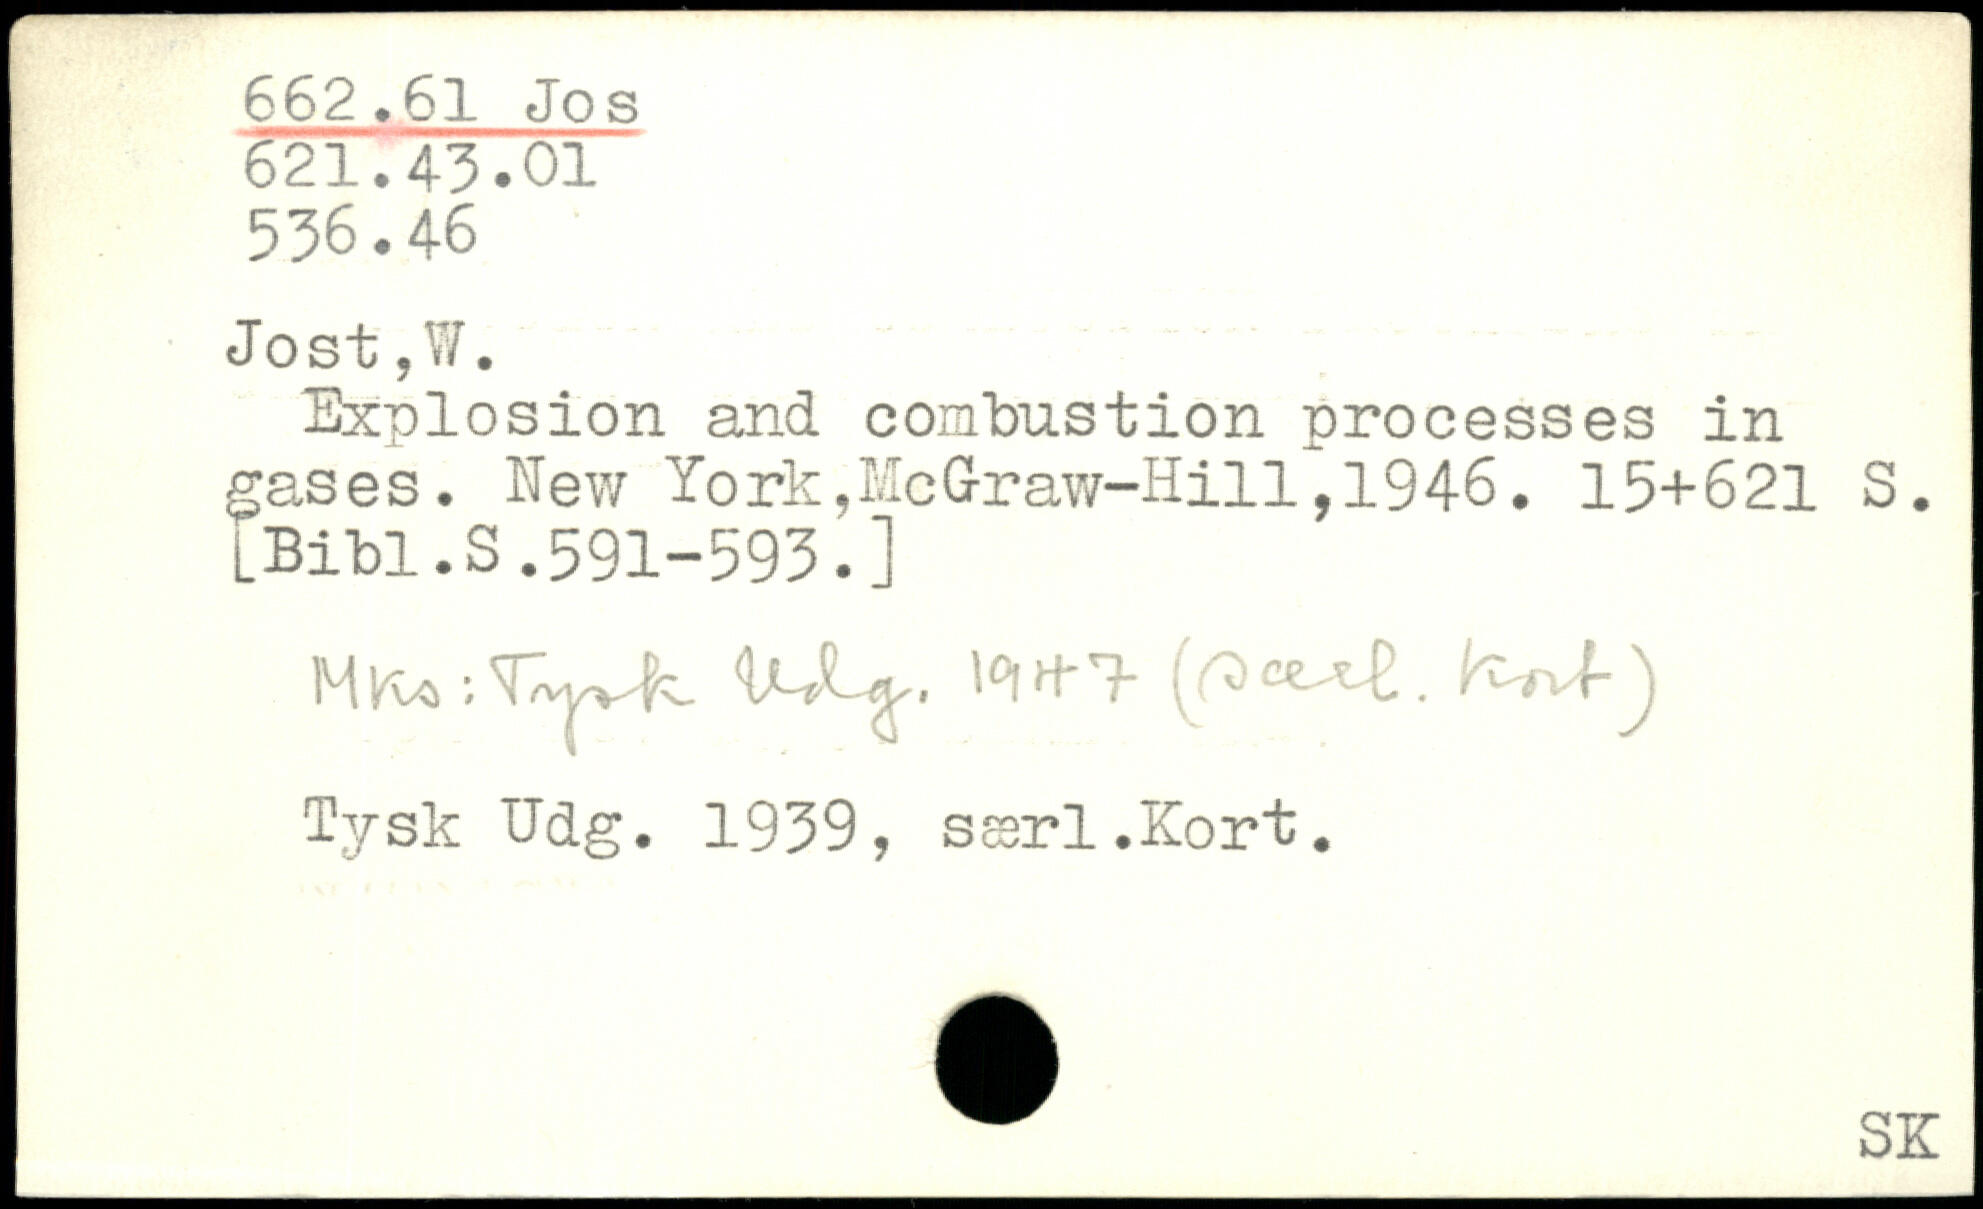 662.61 Jos
621.43.01
536.46
Jost,W.
Explosion and combustion processes in
gases. New York,McGraw-Hill,1946. 15+621 S.
[Bibl.S.591-593.]
Mks: Tysk Udg. 1947 (særl. Kort)
Tysk Udg. 1939, særl.Kort.
SK